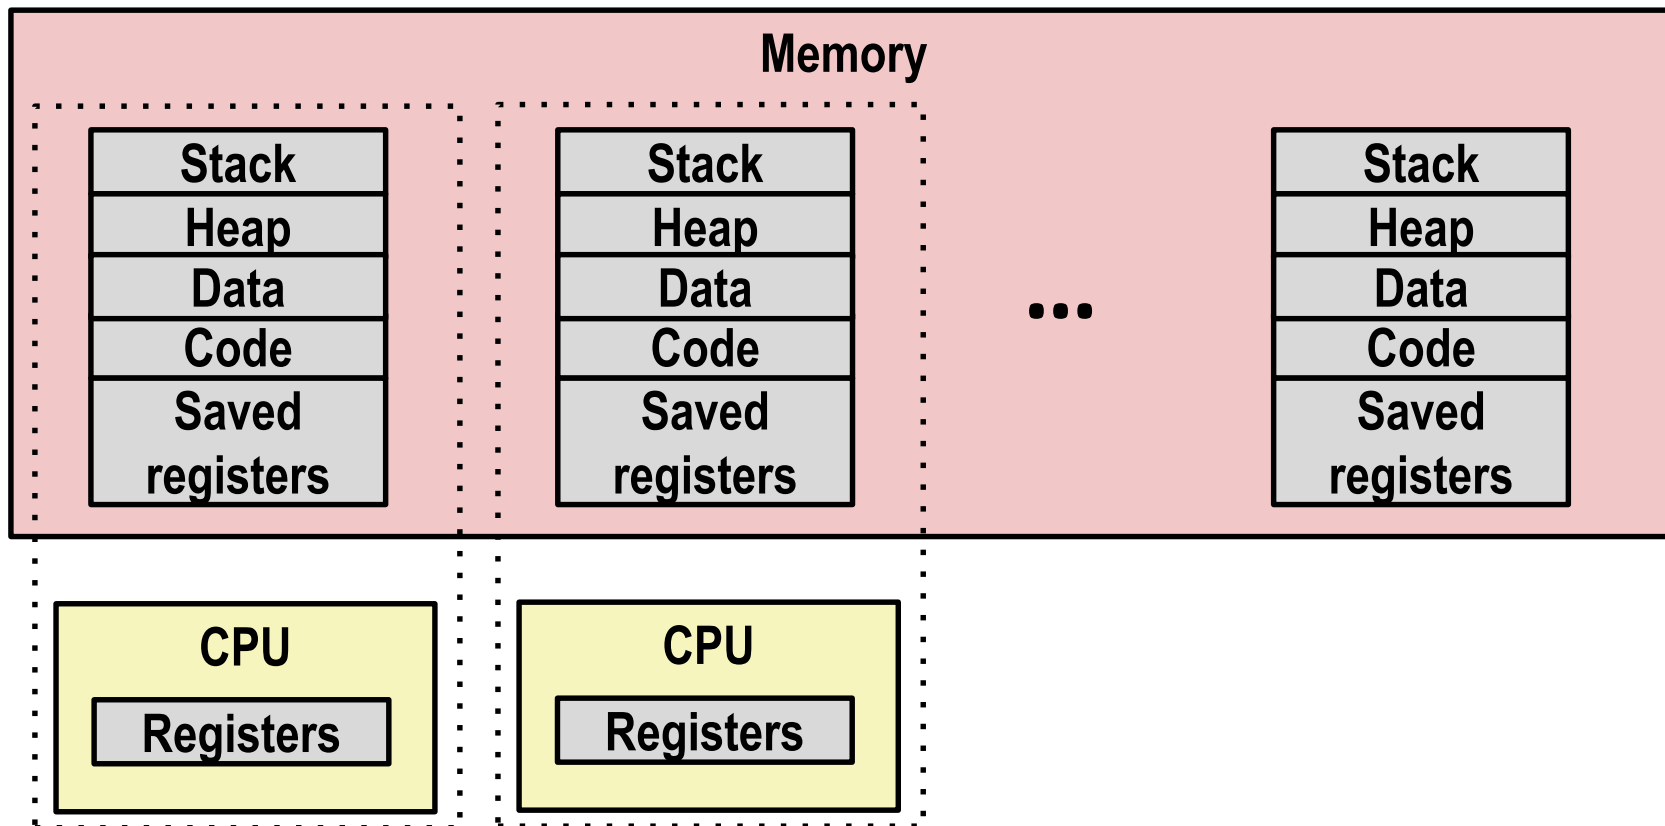 Memory
Stack
Heap
Data
Code
Saved
registers
Stack
Heap
Data
Code
Saved
registers
...
Stack
Heap
Data
Code
Saved
registers
CPU
Registers
CPU
Registers